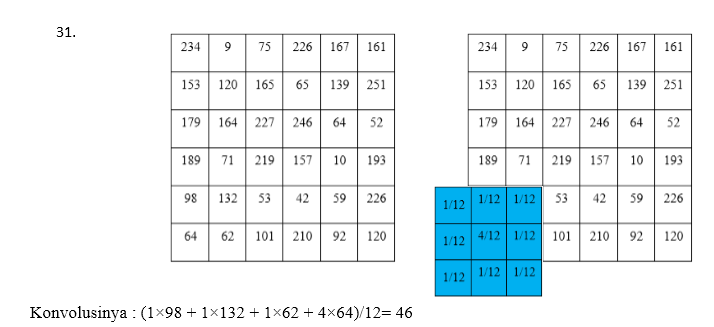 31.
234 9 75 226 167 161 234 9 75 226 167 161
153 120 165 65 139 251 153 120 165 65 139 251
179 164 227 246 64 52 179 164 227 246 64 52
189 71 219 157 10 193 189 71 219 157 10 193
98 132 53 42 59 226 1/12 1/12 1/12 53 42 59 226
64 62 101 210 92 120 1/12 4/12 1/12 101 210 92 120
1/12 1/12 1/12
Konvolusinya : (1×98 + 1×132 + 1×62 + 4×64)/12= 46